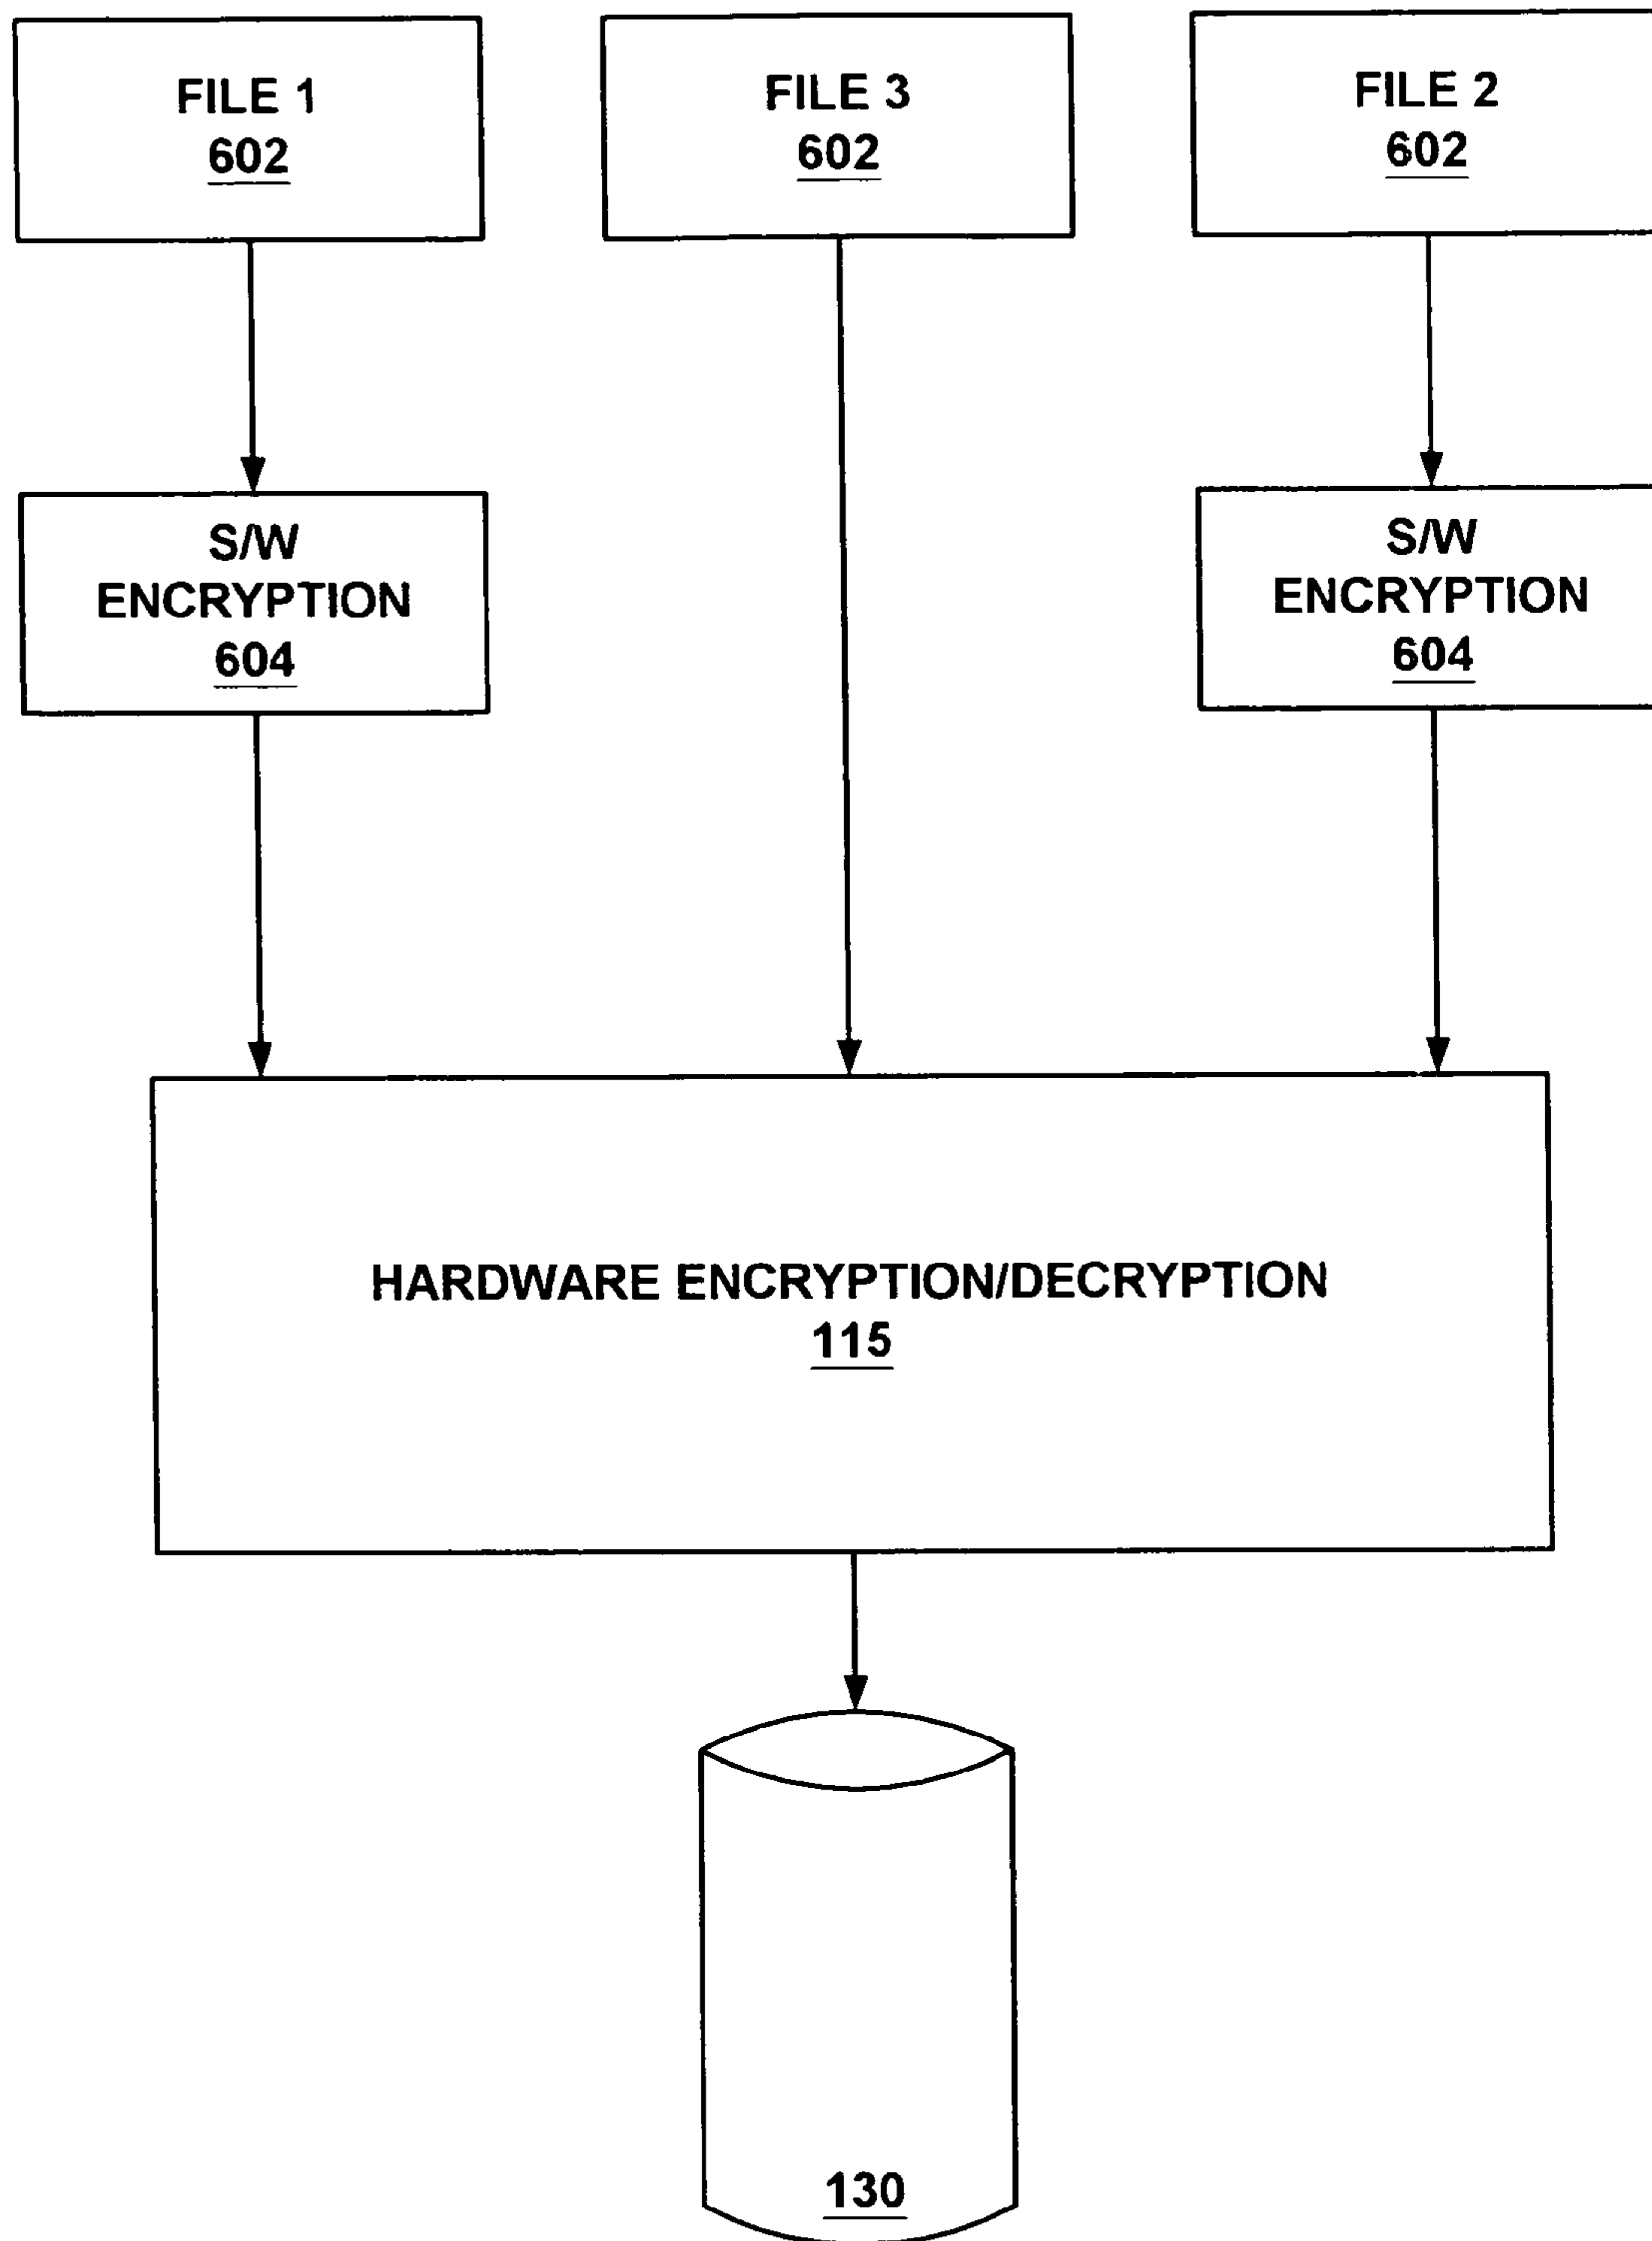 FILE 1
602
FILE 3
602
FILE 2
602
S/W
ENCRYPTION
604
S/W
ENCRYPTION
604
HARDWARE ENCRYPTION/DECRYPTION
115
130